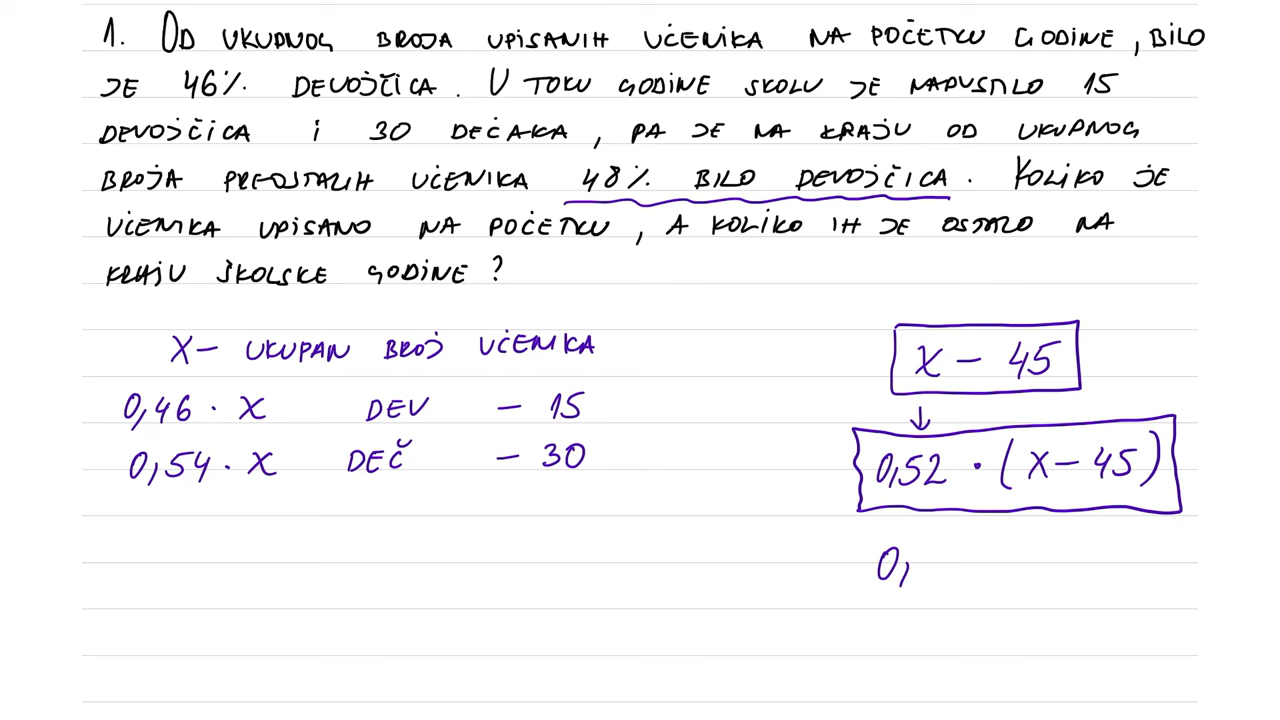 1. OD UKUPNOG BROJA UPISANIH UČENIKA NA POČETKU GODINE, BILO
JE 46% DEVOJČICA. U TOKU GODINE ŠKOLU JE NAPUSTILO 15
DEVOJČICA I 30 DEČAKA, PA JE NA KRAJU OD UKUPNOG
BROJA PREOSTALIH UČENIKA 48% BILO DEVOJČICA. KOLIKO JE
UČENIKA UPISANO NA POČETKU, A KOLIKO IH JE OSTALO NA
KRAJU ŠKOLSKE GODINE?
X – UKUPAN BROJ UČENIKA
X – 45
0,46 · X DEV – 15
↓
0,54 · X DEČ – 30
0,52 · (X – 45)
0,